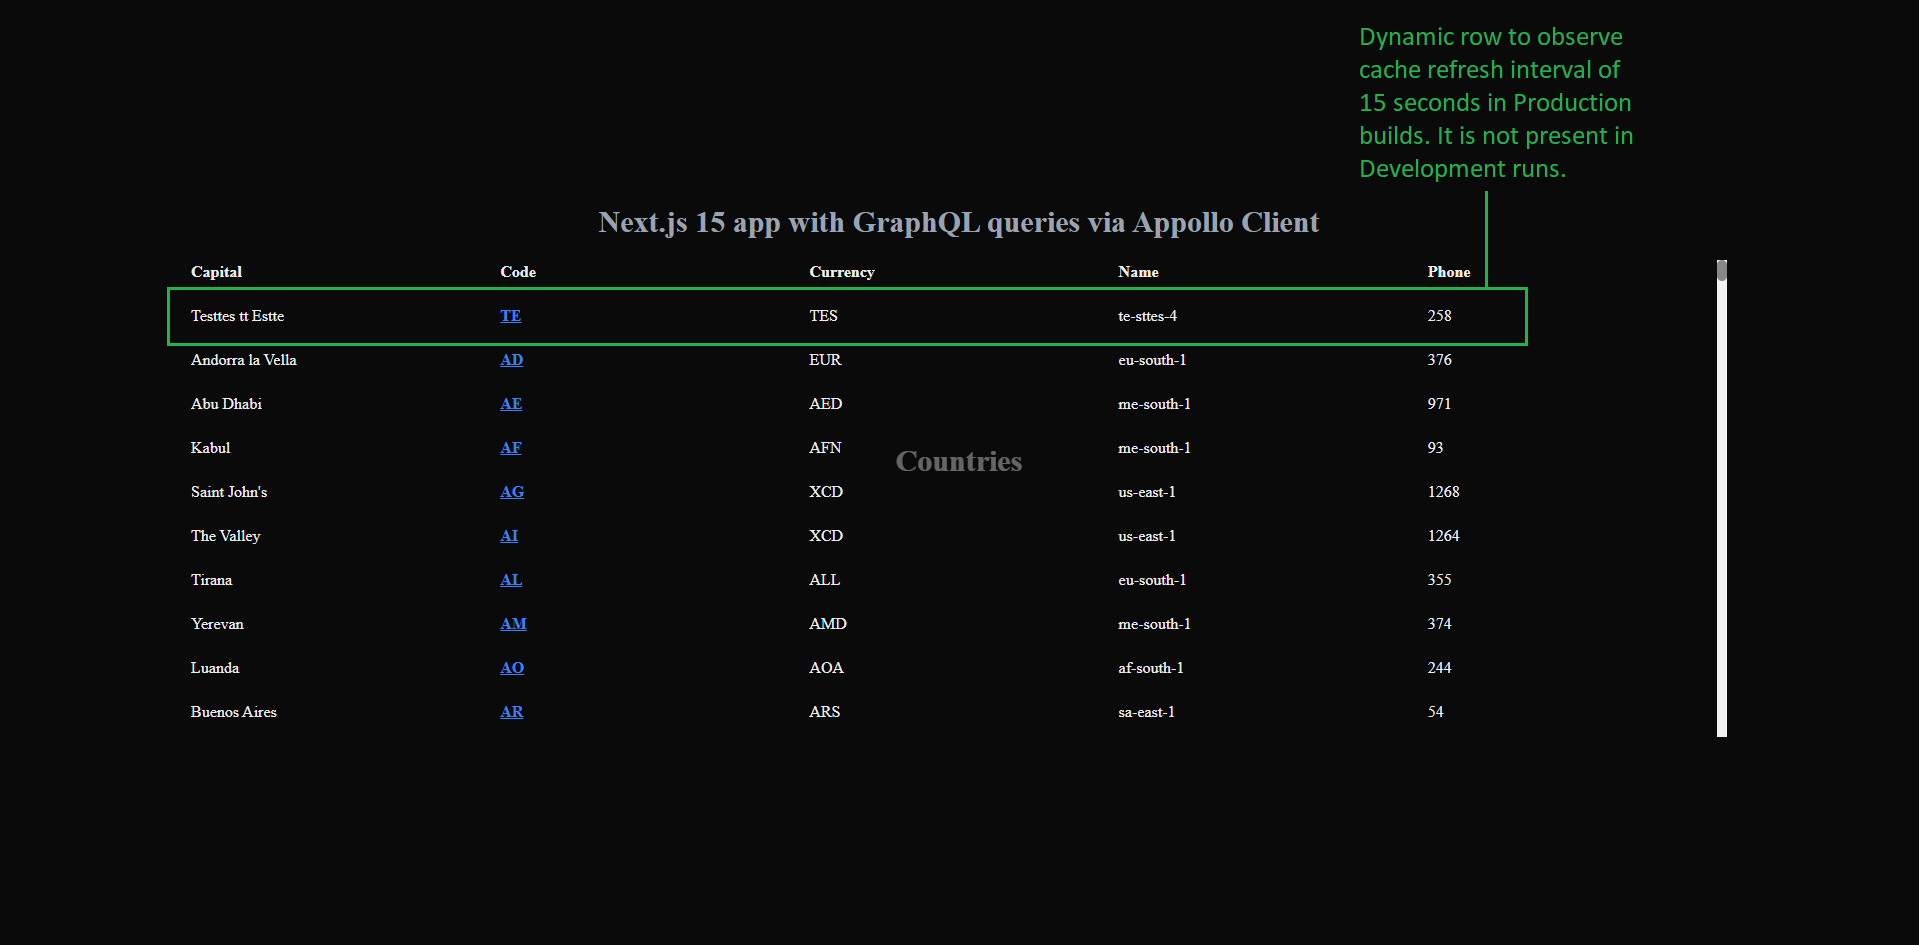 Dynamic row to observe
cache refresh interval of
15 seconds in Production
builds. It is not present in
Development runs.
Next.js 15 app with GraphQL queries via Appollo Client
Capital Code Currency Name Phone
Testtes tt Estte TE TES te-sttes-4 258
Andorra la Vella AD EUR eu-south-1 376
Abu Dhabi AE AED me-south-1 971
Kabul AF AFN me-south-1 93
Countries
Saint John's AG XCD us-east-1 1268
The Valley AI XCD us-east-1 1264
Tirana AL ALL eu-south-1 355
Yerevan AM AMD me-south-1 374
Luanda AO AOA af-south-1 244
Buenos Aires AR ARS sa-east-1 54